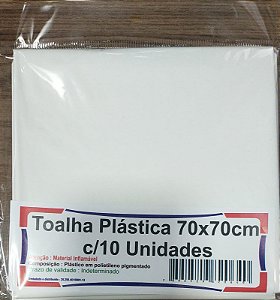 Toalha Plástica 70x70cm
c/10 Unidades
Atenção : Material Inflamável
Composição : Plástico em polietileno pigmentado
Prazo de validade : Indeterminado